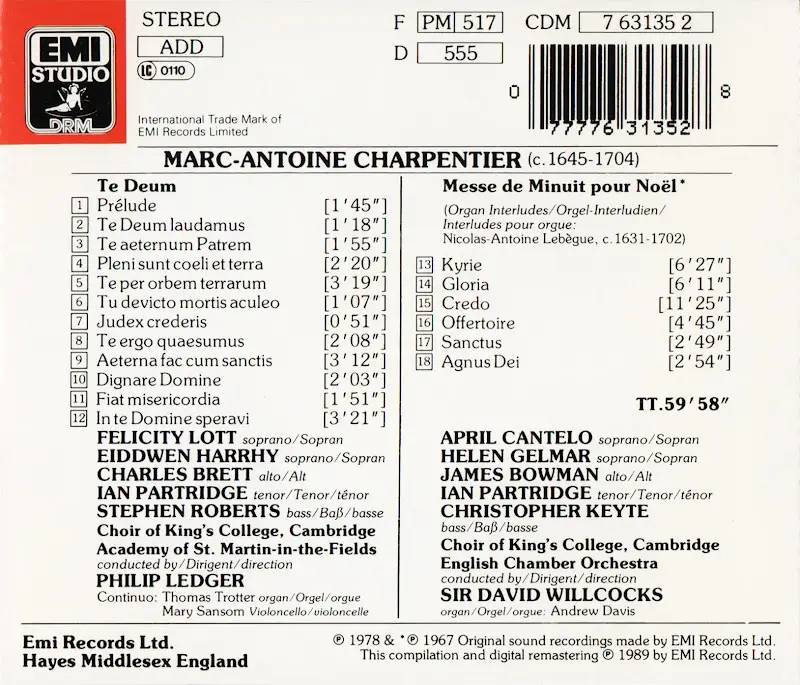 EMI
STUDIO
DRM
STEREO
ADD
LC 0110
International Trade Mark of
EMI Records Limited
F PM 517 CDM 7 63135 2
D 555
0 77776 31352 8
MARC-ANTOINE CHARPENTIER (c.1645-1704)
Te Deum
1 Prélude [1'45"]
2 Te Deum laudamus [1'18"]
3 Te aeternum Patrem [1'55"]
4 Pleni sunt coeli et terra [2'20"]
5 Te per orbem terrarum [3'19"]
6 Tu devicto mortis aculeo [1'07"]
7 Judex crederis [0'51"]
8 Te ergo quaesumus [2'08"]
9 Aeterna fac cum sanctis [3'12"]
10 Dignare Domine [2'03"]
11 Fiat misericordia [1'51"]
12 In te Domine speravi [3'21"]
FELICITY LOTT soprano/Sopran
EIDDWEN HARRHY soprano/Sopran
CHARLES BRETT alto/Alt
IAN PARTRIDGE tenor/Tenor/ténor
STEPHEN ROBERTS bass/Baß/basse
Choir of King's College, Cambridge
Academy of St. Martin-in-the-Fields
conducted by/Dirigent/direction
PHILIP LEDGER
Continuo: Thomas Trotter organ/Orgel/orgue
Mary Sansom Violoncello/violoncelle
Messe de Minuit pour Noël*
(Organ Interludes/Orgel-Interludien/
Interludes pour orgue:
Nicolas-Antoine Lebègue, c.1631-1702)
13 Kyrie [6'27"]
14 Gloria [6'11"]
15 Credo [11'25"]
16 Offertoire [4'45"]
17 Sanctus [2'49"]
18 Agnus Dei [2'54"]
TT.59'58"
APRIL CANTELO soprano/Sopran
HELEN GELMAR soprano/Sopran
JAMES BOWMAN alto/Alt
IAN PARTRIDGE tenor/Tenor/ténor
CHRISTOPHER KEYTE
bass/Baß/basse
Choir of King's College, Cambridge
English Chamber Orchestra
conducted by/Dirigent/direction
SIR DAVID WILLCOCKS
organ/Orgel/orgue: Andrew Davis
Emi Records Ltd.
Hayes Middlesex England
℗ 1978 & *℗ 1967 Original sound recordings made by EMI Records Ltd.
This compilation and digital remastering ℗ 1989 by EMI Records Ltd.